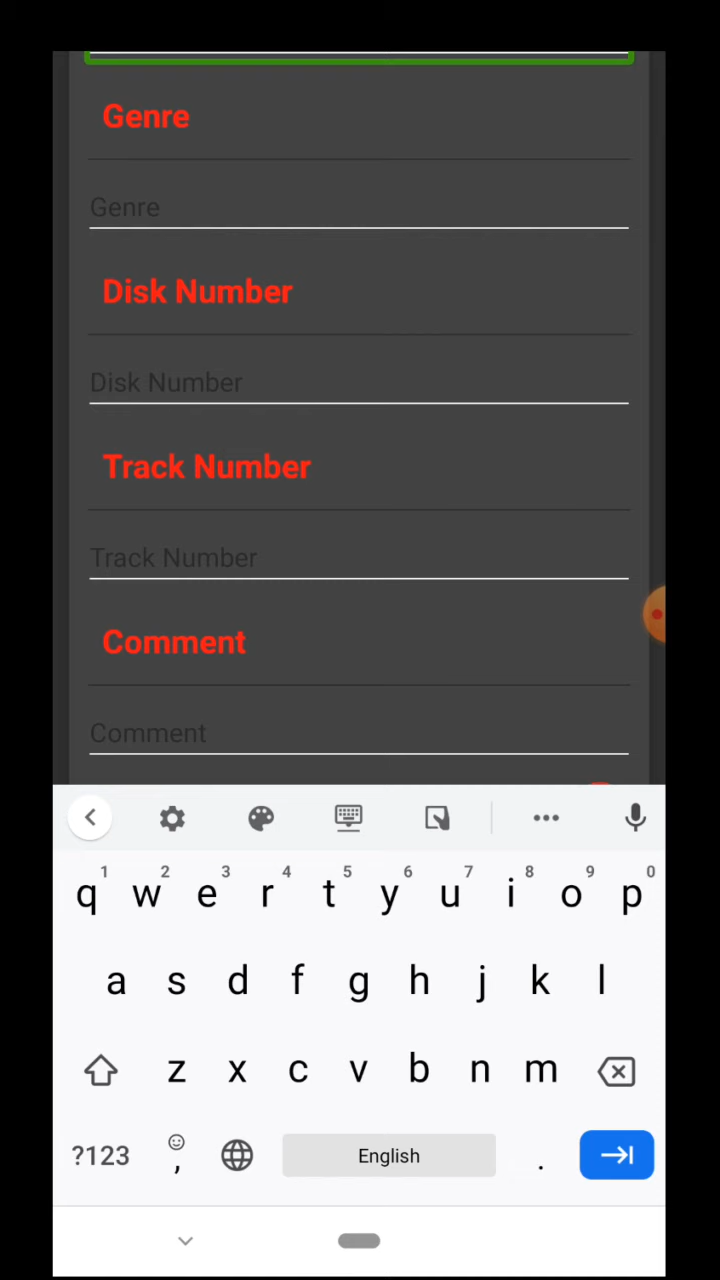 Genre
Genre
Disk Number
Disk Number
Track Number
Track Number
Comment
Comment
1 2 3 4 5 6 7 8 9 0
q w e r t y u i o p
a s d f g h j k l
z x c v b n m
?123 , English .